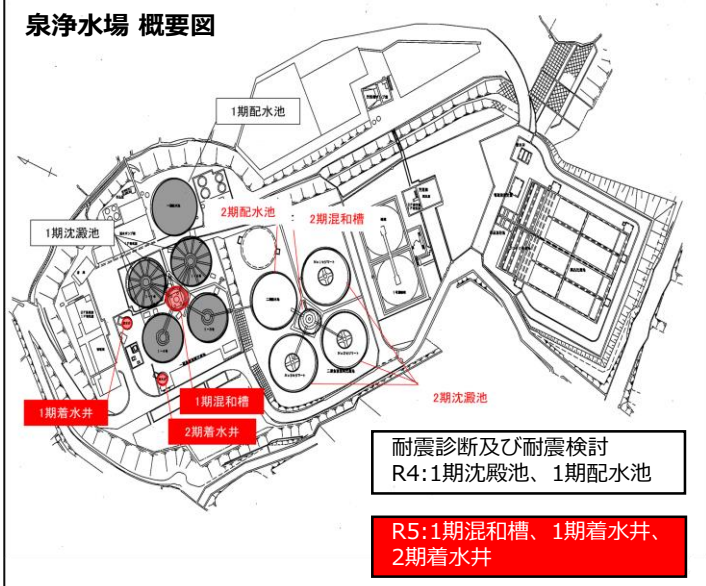 泉浄水場 概要図
1期配水池
2期配水池
2期混和槽
1期沈澱池
1期混和槽
1期着水井
2期着水井
2期沈澱池
耐震診断及び耐震検討
R4:1期沈殿池、1期配水池
R5:1期混和槽、1期着水井、
2期着水井